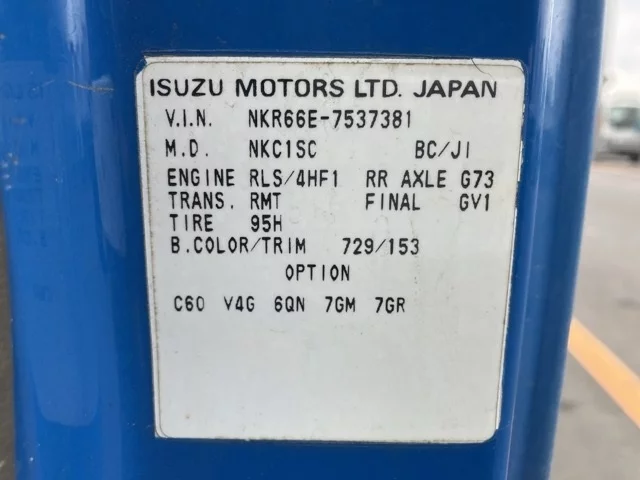 ISUZU MOTORS LTD. JAPAN
V.I.N. NKR66E-7537381
M.D. NKC1SC BC/JI
ENGINE RLS/4HF1 RR AXLE G73
TRANS. RMT FINAL GV1
TIRE 95H
B.COLOR/TRIM 729/153
OPTION
C60 V4G 6QN 7GM 7GR